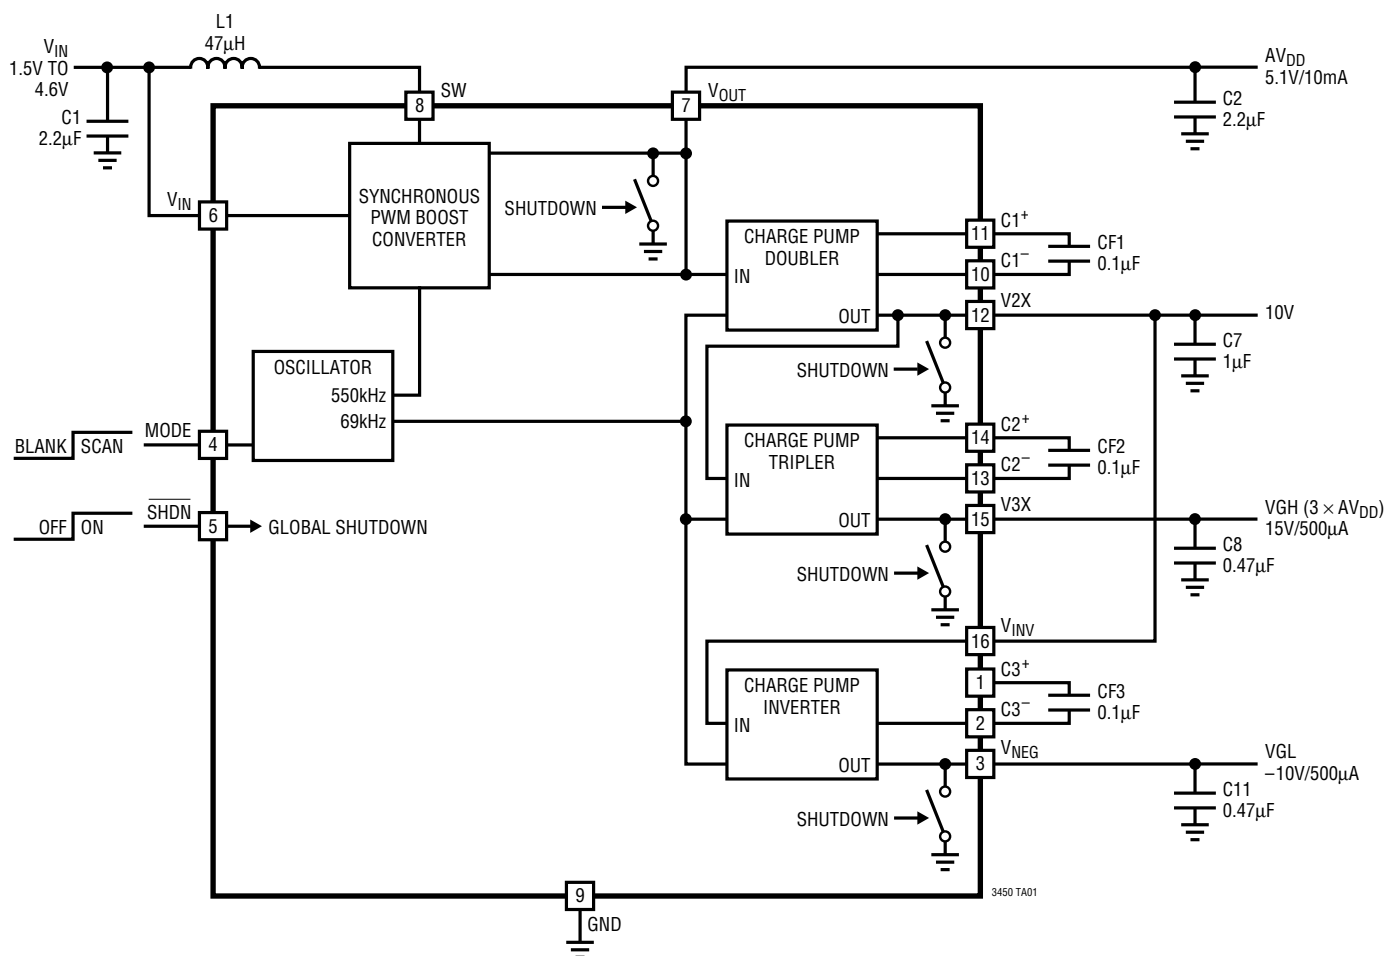 L1
47µH
VIN
1.5V TO
4.6V
C1
2.2µF
8
SW
7
VOUT
AVDD
5.1V/10mA
C2
2.2µF
VIN
6
SYNCHRONOUS
PWM BOOST
CONVERTER
SHUTDOWN
CHARGE PUMP
DOUBLER
IN
OUT
11
C1+
10
C1–
CF1
0.1µF
12
V2X
10V
C7
1µF
SHUTDOWN
OSCILLATOR
550kHz
69kHz
BLANK
SCAN
MODE
4
OFF
ON
SHDN
5
GLOBAL SHUTDOWN
CHARGE PUMP
TRIPLER
IN
OUT
14
C2+
13
C2–
CF2
0.1µF
15
V3X
VGH (3 × AVDD)
15V/500µA
C8
0.47µF
SHUTDOWN
16
VINV
CHARGE PUMP
INVERTER
IN
OUT
1
C3+
2
C3–
CF3
0.1µF
3
VNEG
VGL
–10V/500µA
C11
0.47µF
SHUTDOWN
9
GND
3450 TA01